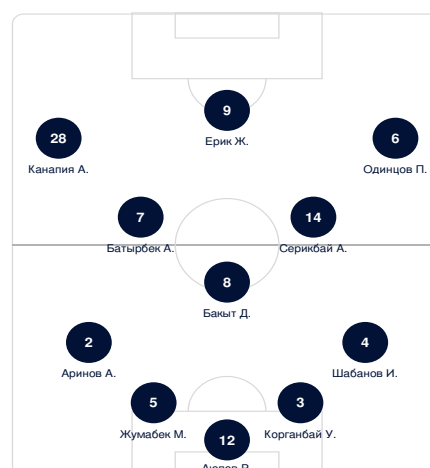 9
Ерик Ж.
28
6
Канапия А.
Одинцов П.
7
14
Батырбек А.
Серикбай А.
8
Бакыт Д.
2
4
Аринов А.
Шабанов И.
5
3
Жумабек М.
Корганбай У.
12